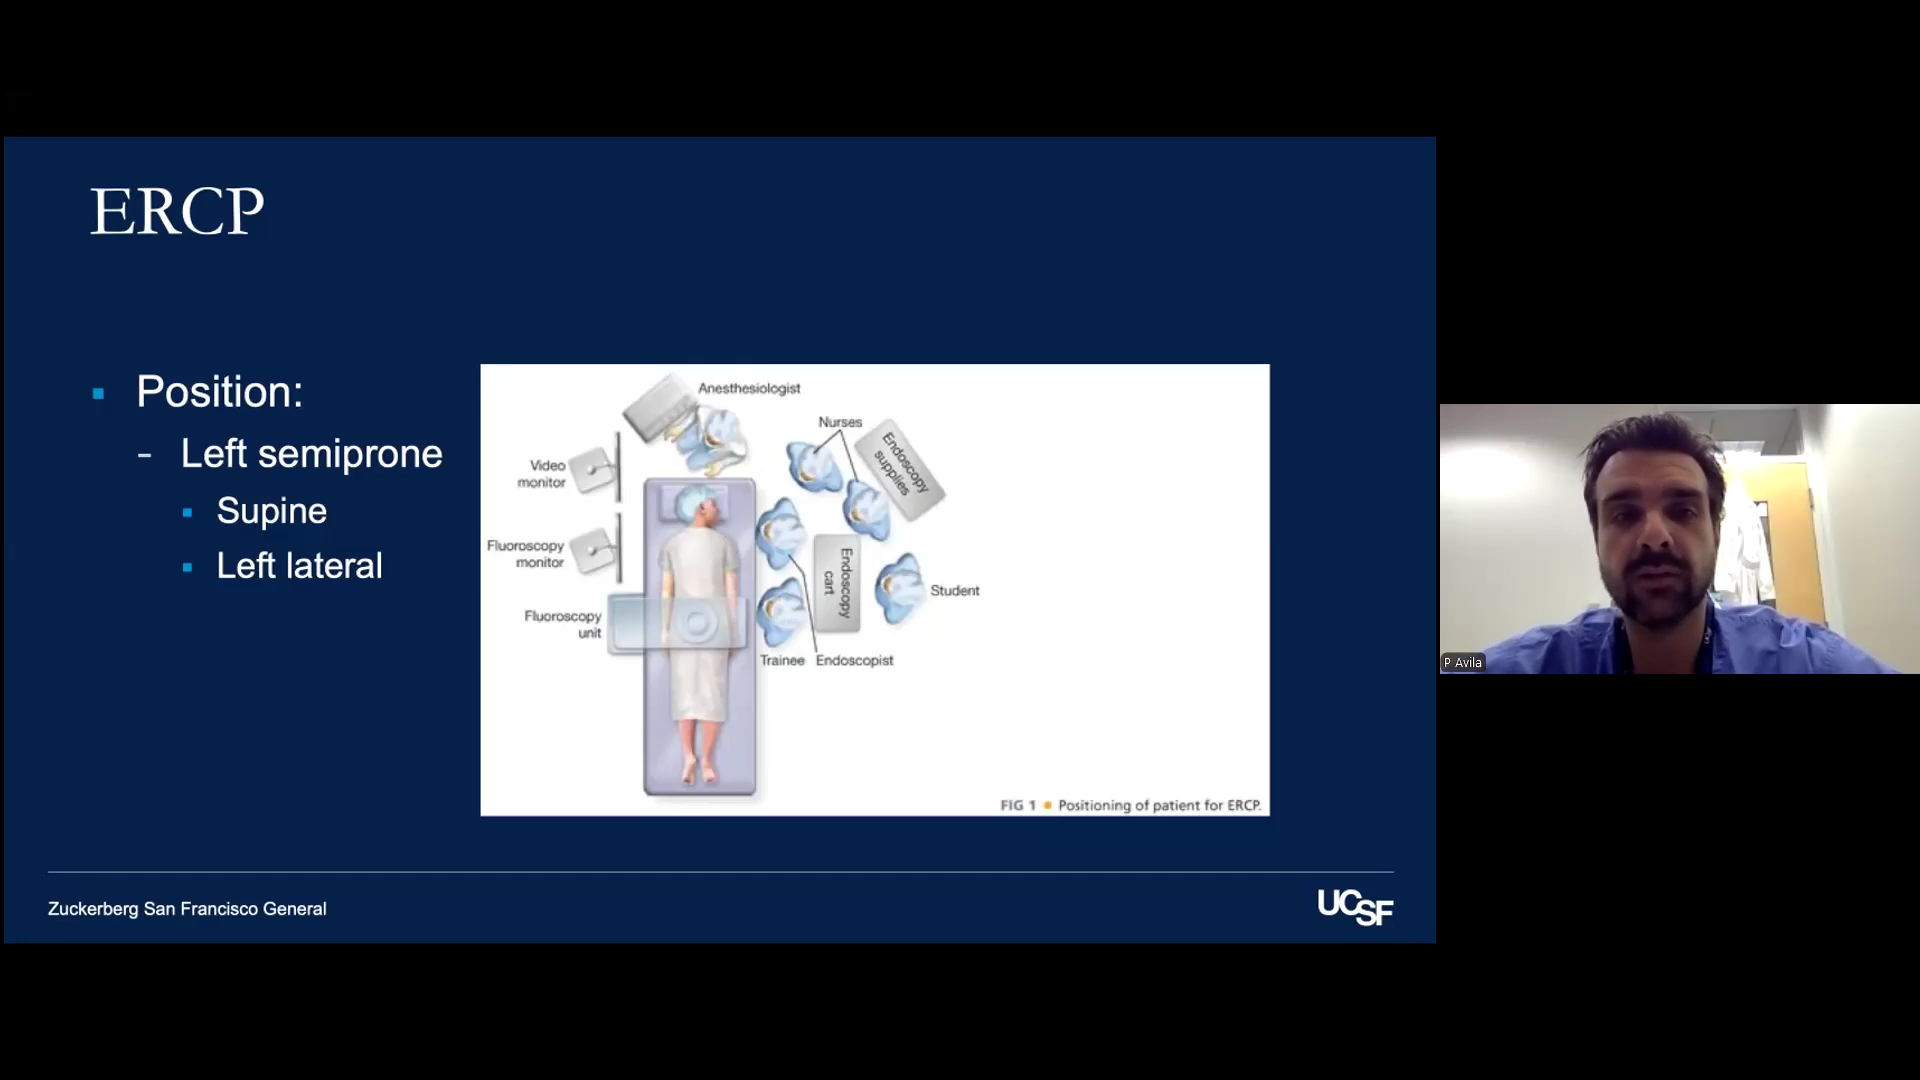 ERCP
Position:
- Left semiprone
Supine
Left lateral
Anesthesiologist
Nurses
Endoscopy
supplies
Video
monitor
Fluoroscopy
monitor
Endoscopy
cart
Student
Fluoroscopy
unit
Trainee
Endoscopist
FIG 1 • Positioning of patient for ERCP.
Zuckerberg San Francisco General
UCSF
P Avila